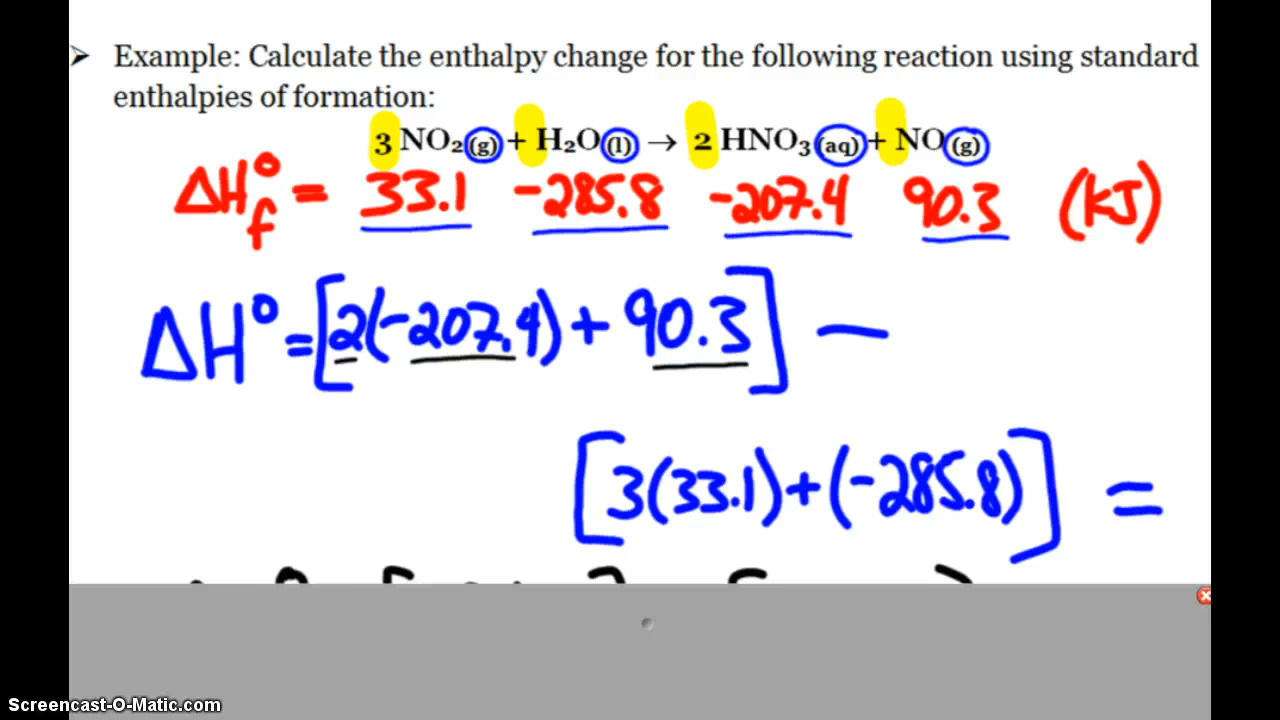 ➢ Example: Calculate the enthalpy change for the following reaction using standard
enthalpies of formation:
3 NO₂(g) + H₂O(l) → 2 HNO₃(aq) + NO(g)
ΔH°f = 33.1 -285.8 -207.4 90.3 (KJ)
ΔH° = [2(-207.4) + 90.3] —
[3(33.1) + (-285.8)] =
Screencast-O-Matic.com